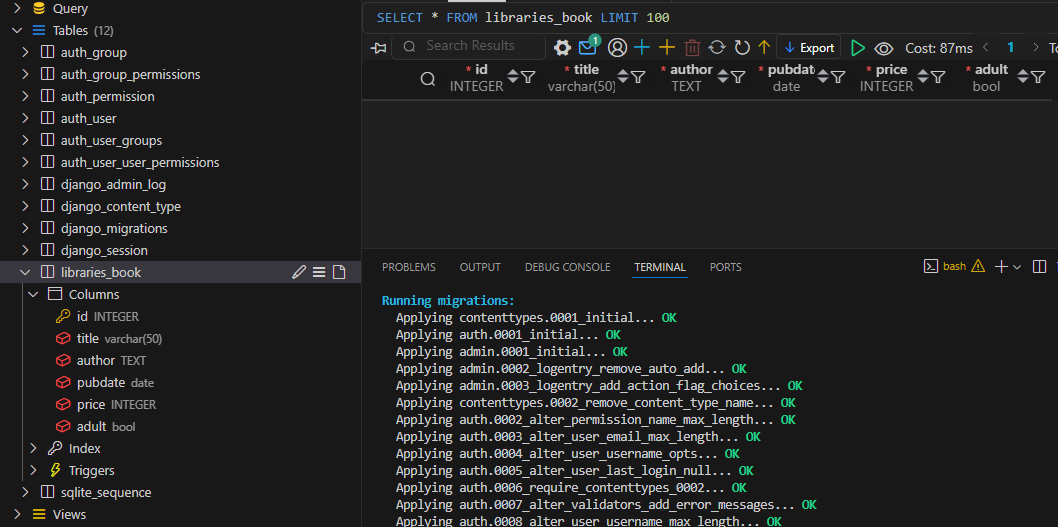 Query
Tables (12)
auth_group
auth_group_permissions
auth_permission
auth_user
auth_user_groups
auth_user_user_permissions
django_admin_log
django_content_type
django_migrations
django_session
libraries_book
Columns
id INTEGER
title varchar(50)
author TEXT
pubdate date
price INTEGER
adult bool
Index
Triggers
sqlite_sequence
Views
SELECT * FROM libraries_book LIMIT 100
Search Results
1
Export
Cost: 87ms
1
* id
INTEGER
* title
varchar(50)
* author
TEXT
* pubdat
date
* price
INTEGER
* adult
bool
PROBLEMS
OUTPUT
DEBUG CONSOLE
TERMINAL
PORTS
bash
Running migrations:
Applying contenttypes.0001_initial... OK
Applying auth.0001_initial... OK
Applying admin.0001_initial... OK
Applying admin.0002_logentry_remove_auto_add... OK
Applying admin.0003_logentry_add_action_flag_choices... OK
Applying contenttypes.0002_remove_content_type_name... OK
Applying auth.0002_alter_permission_name_max_length... OK
Applying auth.0003_alter_user_email_max_length... OK
Applying auth.0004_alter_user_username_opts... OK
Applying auth.0005_alter_user_last_login_null... OK
Applying auth.0006_require_contenttypes_0002... OK
Applying auth.0007_alter_validators_add_error_messages... OK
Applying auth.0008_alter_user_username_max_length... OK